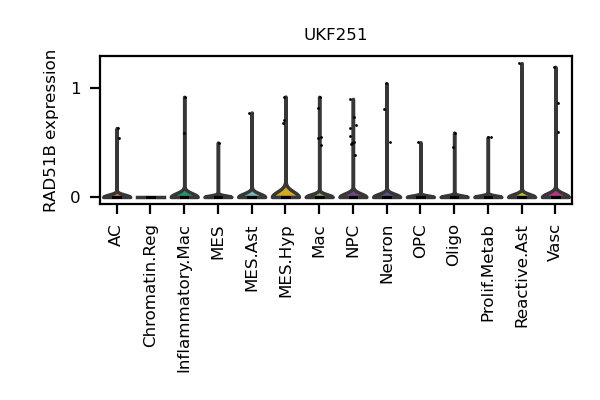 UKF251
RAD51B expression
1
0
AC
Chromatin.Reg
Inflammatory.Mac
MES
MES.Ast
MES.Hyp
Mac
NPC
Neuron
OPC
Oligo
Prolif.Metab
Reactive.Ast
Vasc